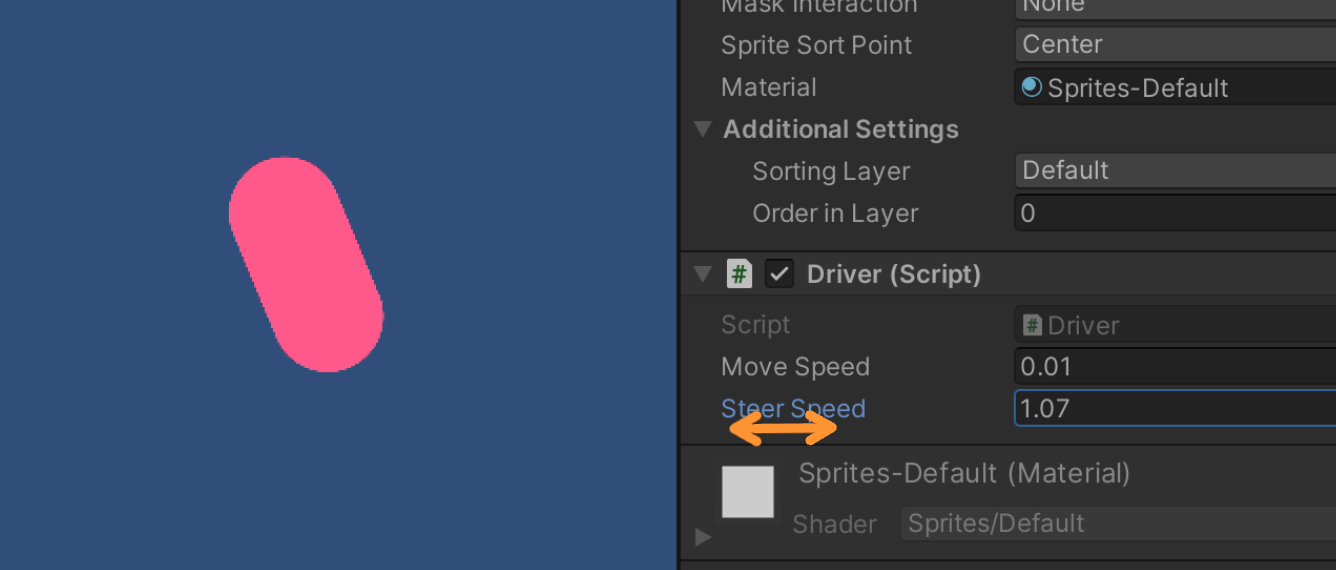 Mask Interaction None
Sprite Sort Point Center
Material Sprites-Default
Additional Settings
Sorting Layer Default
Order in Layer 0
# Driver (Script)
Script # Driver
Move Speed 0.01
Steer Speed 1.07
Sprites-Default (Material)
Shader Sprites/Default